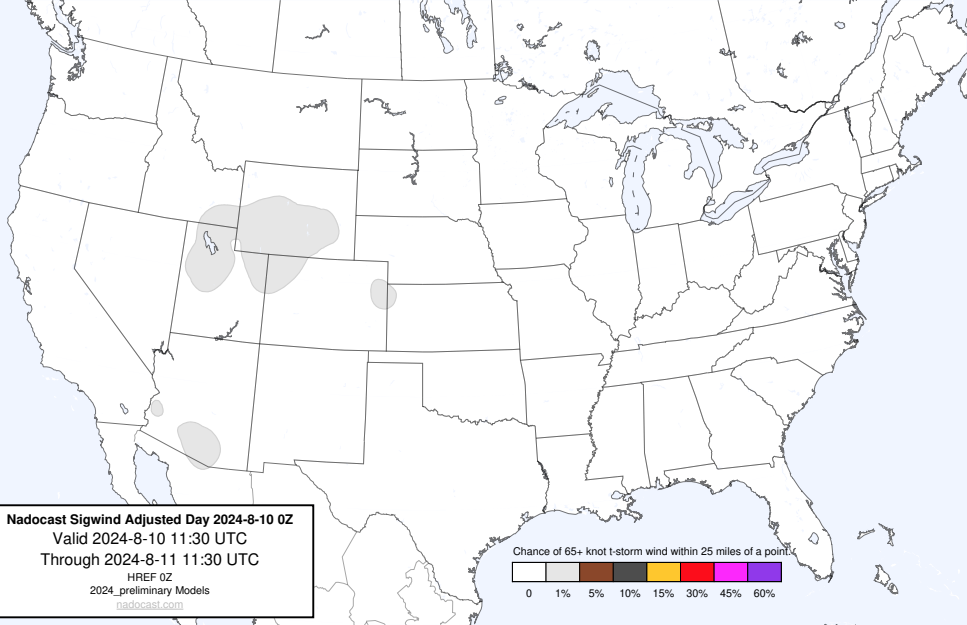 Nadocast Sigwind Adjusted Day 2024-8-10 0Z
Valid 2024-8-10 11:30 UTC
Through 2024-8-11 11:30 UTC
HREF 0Z
2024_preliminary Models
nadocast.com
Chance of 65+ knot t-storm wind within 25 miles of a point.
0 1% 5% 10% 15% 30% 45% 60%